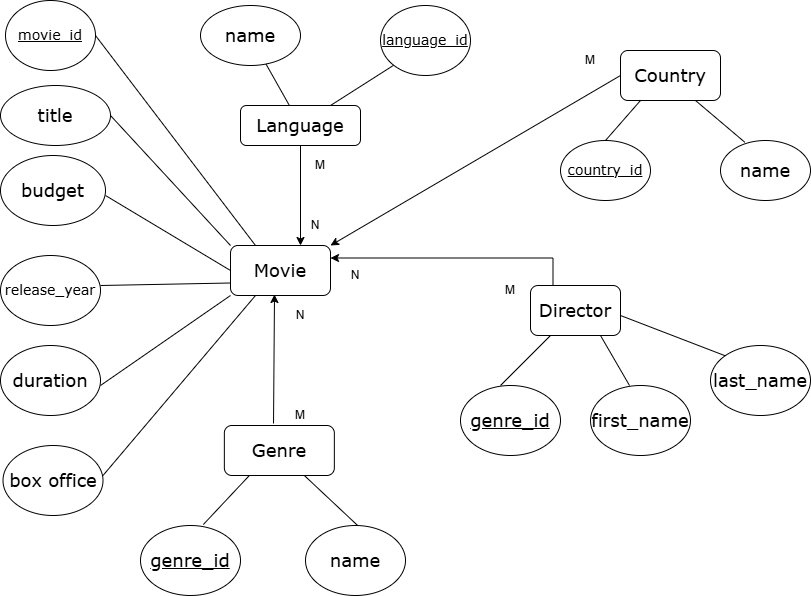 movie_id
name
language_id
M
Country
title
Language
M
country_id
name
budget
N
Movie
N
release_year
M
Director
N
duration
last_name
M
genre_id
first_name
Genre
box office
genre_id
name